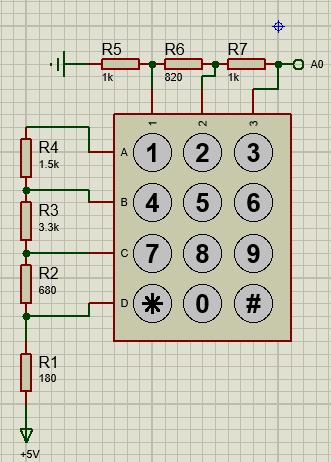 R5 R6 R7
1k 820 1k
A0
1 2 3
R4
1.5k
A 1 2 3
R3
3.3k
B 4 5 6
R2
680
C 7 8 9
D * 0 #
R1
180
+5V